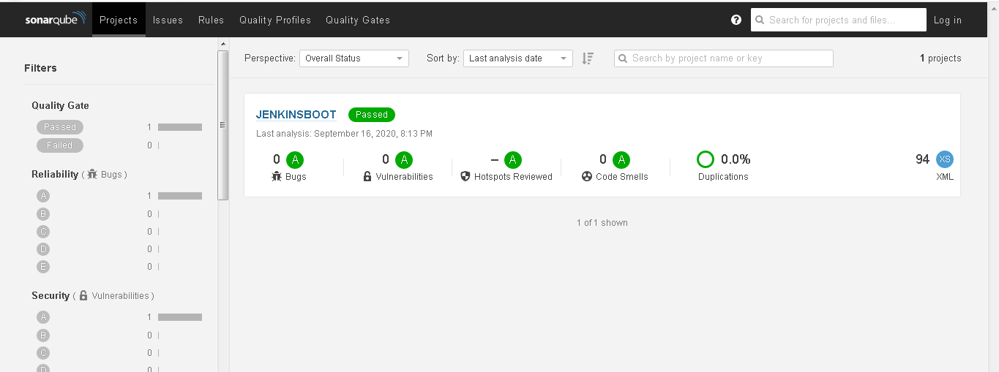 sonarqube Projects Issues Rules Quality Profiles Quality Gates ? Search for projects and files... Log in
Filters
Quality Gate
Passed 1
Failed 0
Reliability ( Bugs )
A 1
B 0
C 0
D 0
E 0
Security ( Vulnerabilities )
A 1
B 0
C 0
D 0
Perspective: Overall Status Sort by: Last analysis date Search by project name or key 1 projects
JENKINSBOOT Passed
Last analysis: September 16, 2020, 8:13 PM
0 A 0 A – A 0 A 0.0% 94 XS
Bugs Vulnerabilities Hotspots Reviewed Code Smells Duplications XML
1 of 1 shown